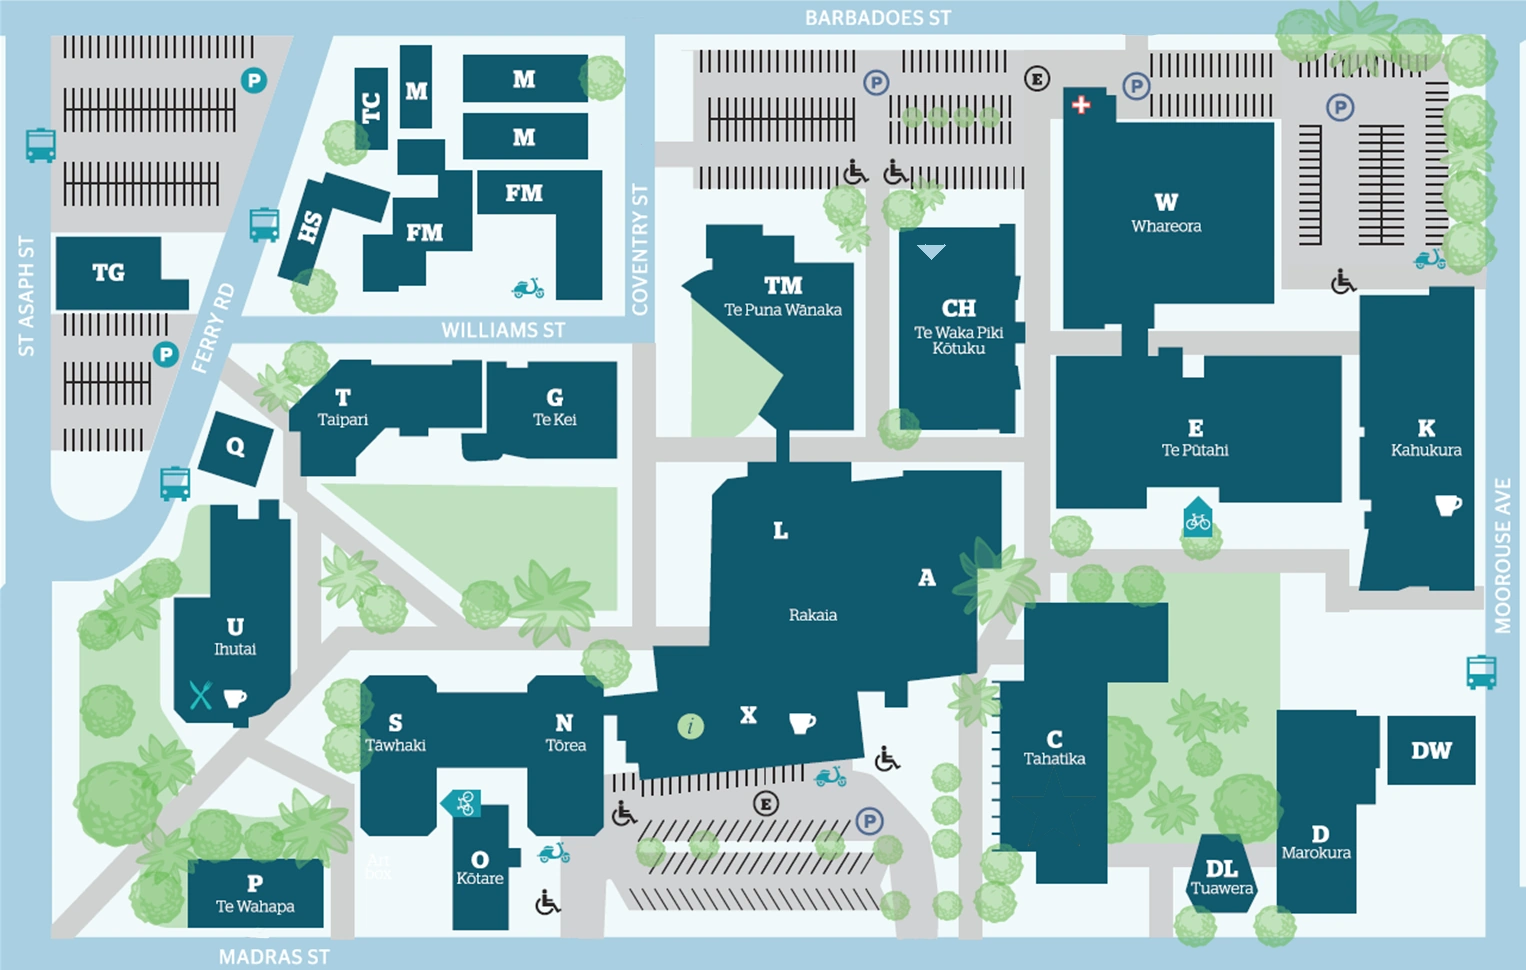 BARBADOES ST
P
TC
M
M
M
E
P
P
P
HS
FM
FM
COVENTRY ST
W
Whareora
ST ASAPH ST
TG
FERRY RD
WILLIAMS ST
P
TM
Te Puna Wānaka
CH
Te Waka Piki
Kōtuku
T
Taipari
G
Te Kei
Q
E
Te Pūtahi
K
Kahukura
MOOROUSE AVE
L
A
Rakaia
U
Ihutai
S
Tāwhaki
N
Tōrea
i
X
C
Tahatika
DW
E
P
D
Marokura
DL
Tuawera
O
Kōtare
Art
box
P
Te Wahapa
MADRAS ST